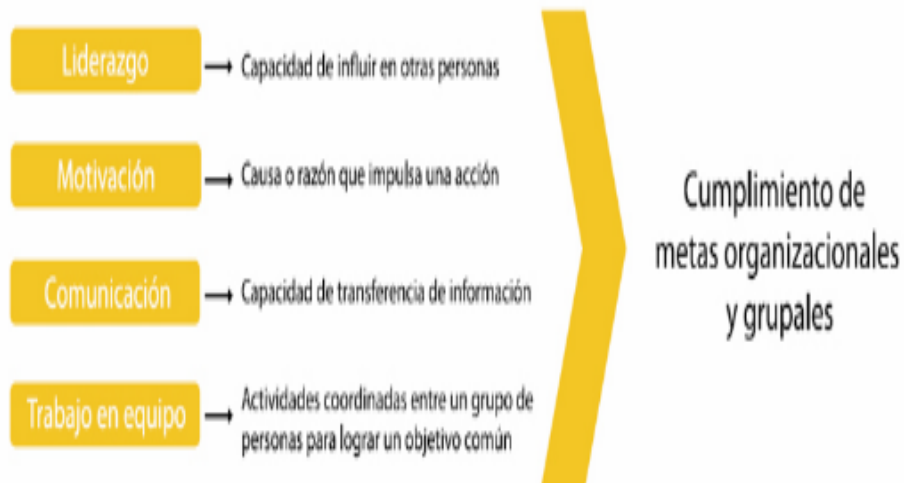 Liderazgo
Capacidad de influir en otras personas
Motivación
Causa o razón que impulsa una acción
Comunicación
Capacidad de transferencia de información
Trabajo en equipo
Actividades coordinadas entre un grupo de
personas para lograr un objetivo común
Cumplimiento de
metas organizacionales
y grupales